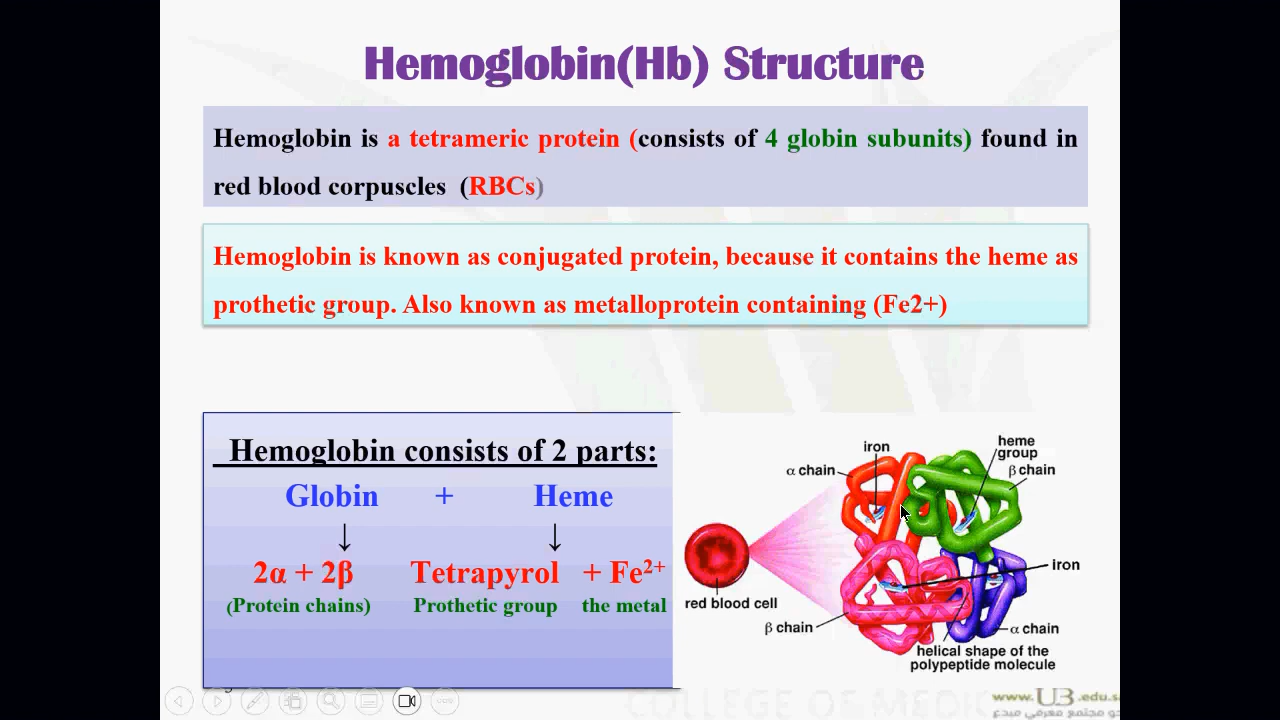 Hemoglobin(Hb) Structure
Hemoglobin is a tetrameric protein (consists of 4 globin subunits) found in
red blood corpuscles (RBCs)
Hemoglobin is known as conjugated protein, because it contains the heme as
prothetic group. Also known as metalloprotein containing (Fe2+)
Hemoglobin consists of 2 parts:
Globin + Heme
↓ ↓
2α + 2β Tetrapyrol + Fe²⁺
(Protein chains) Prothetic group the metal
iron
heme
group
α chain
β chain
iron
red blood cell
β chain
α chain
helical shape of the
polypeptide molecule
COLLEGE OF MEDIC
www.UB.edu.s
مجتمع معرفي مبدع